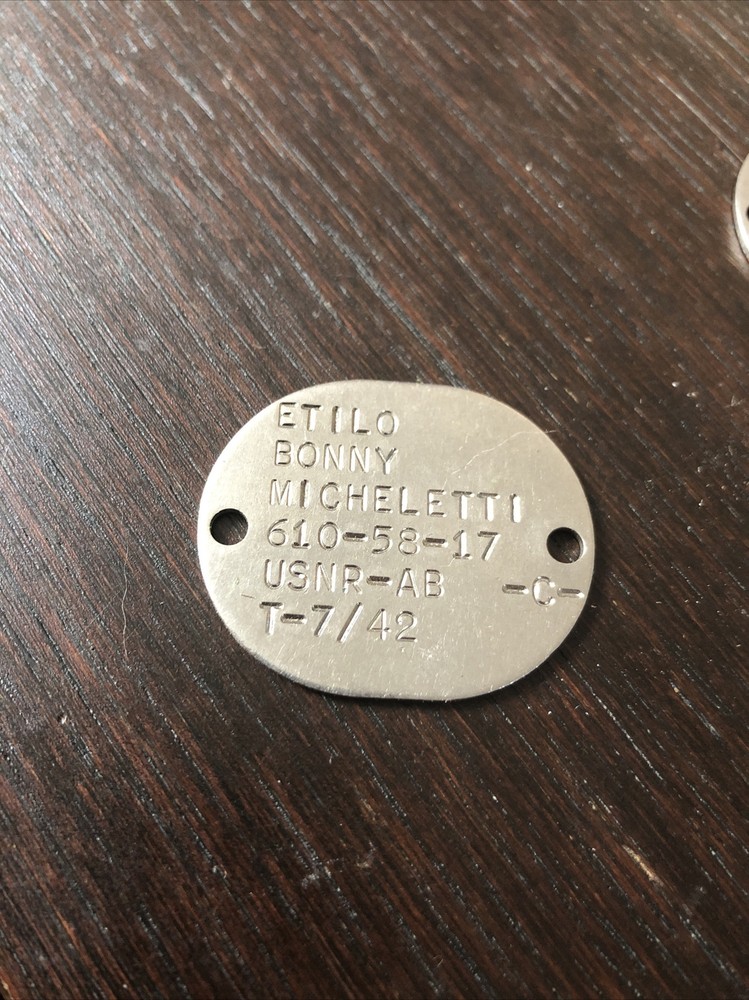 ETILO
BONNY
MICHELETTI
610-58-17
USNR-AB -C-
T-7/42